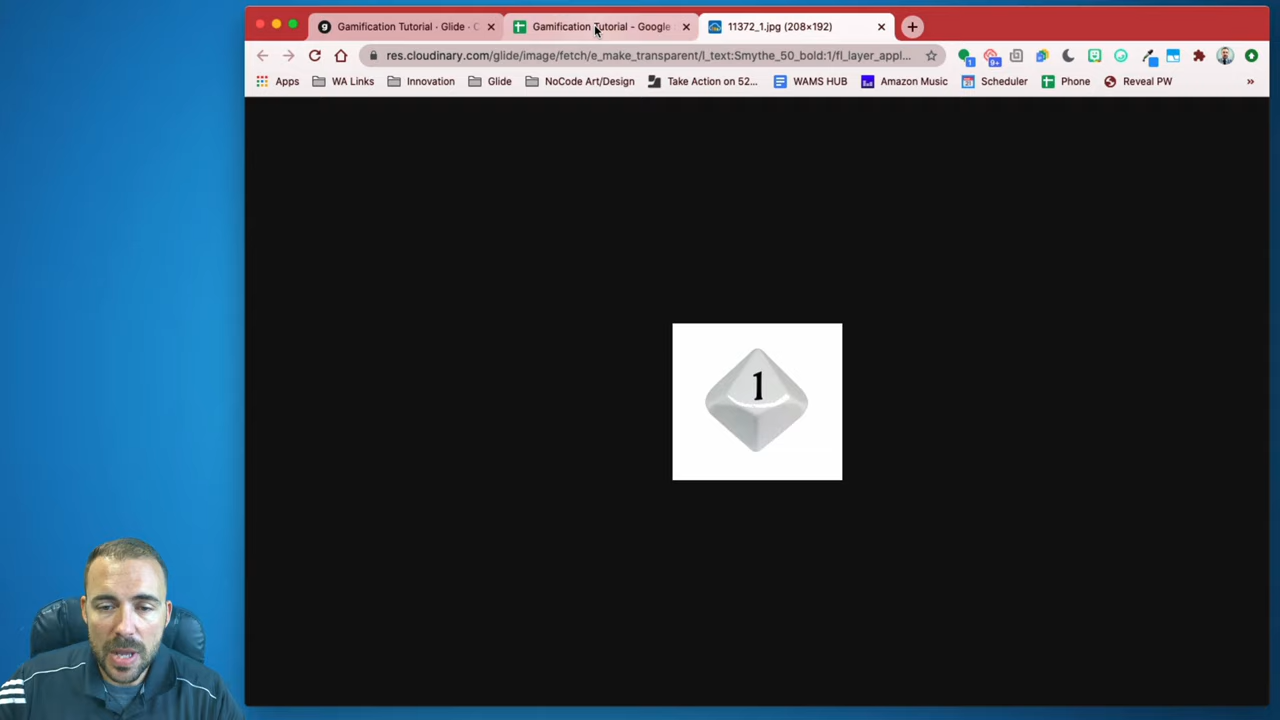 Gamification Tutorial · Glide
Gamification Tutorial - Google
11372_1.jpg (208×192)
res.cloudinary.com/glide/image/fetch/e_make_transparent/l_text:Smythe_50_bold:1/fl_layer_appl...
1
9+
Apps
WA Links
Innovation
Glide
NoCode Art/Design
Take Action on 52...
WAMS HUB
Amazon Music
Scheduler
Phone
Reveal PW
»
1